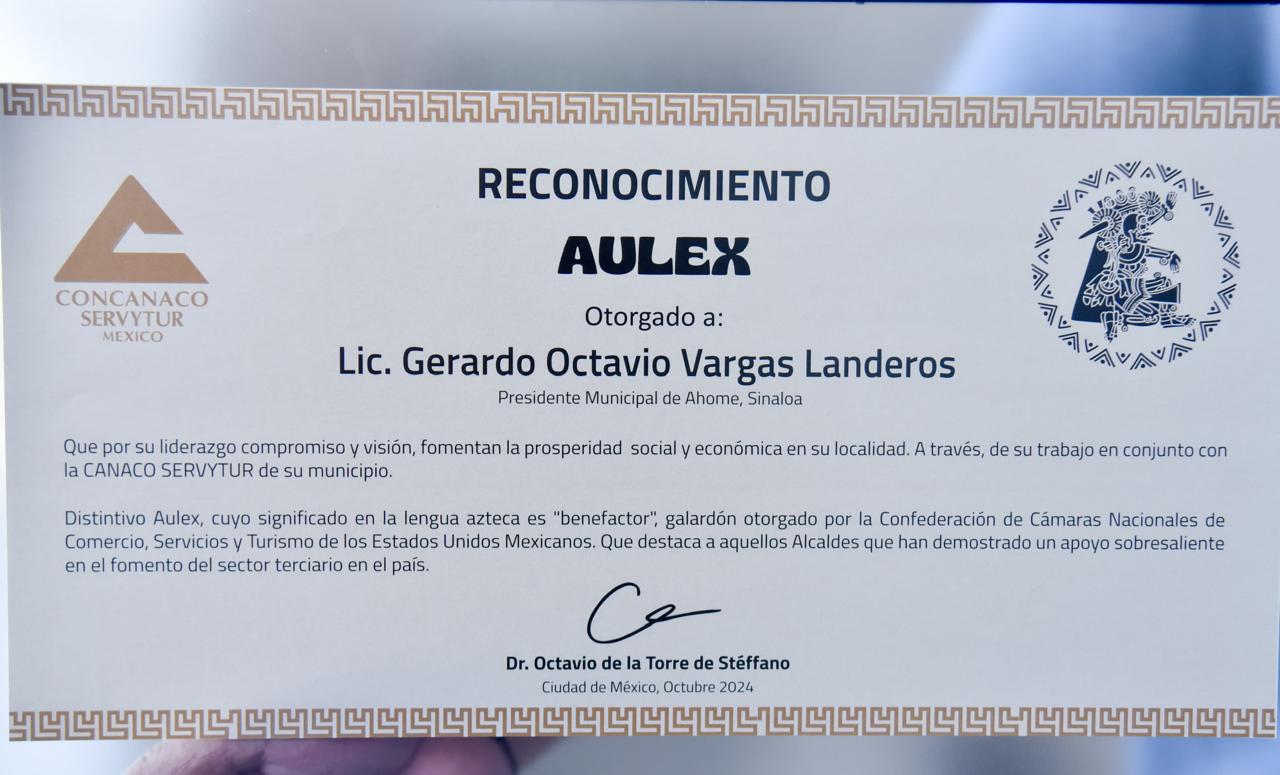 RECONOCIMIENTO
AULEX
CONCANACO
SERVYTUR
MEXICO
Otorgado a:
Lic. Gerardo Octavio Vargas Landeros
Presidente Municipal de Ahome, Sinaloa
Que por su liderazgo compromiso y visión, fomentan la prosperidad social y económica en su localidad. A través, de su trabajo en conjunto con
la CANACO SERVYTUR de su municipio.
Distintivo Aulex, cuyo significado en la lengua azteca es "benefactor", galardón otorgado por la Confederación de Cámaras Nacionales de
Comercio, Servicios y Turismo de los Estados Unidos Mexicanos. Que destaca a aquellos Alcaldes que han demostrado un apoyo sobresaliente
en el fomento del sector terciario en el país.
Dr. Octavio de la Torre de Stéffano
Ciudad de México, Octubre 2024